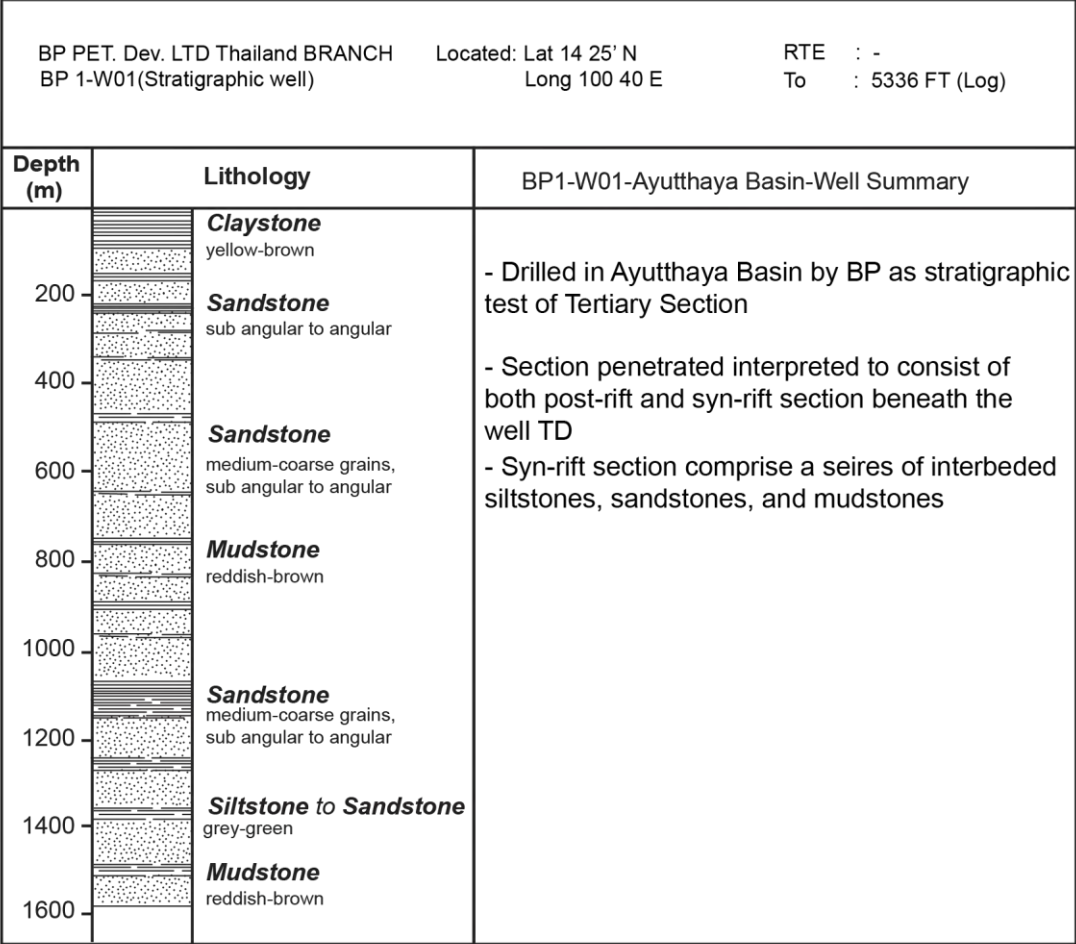 BP PET. Dev. LTD Thailand BRANCH
BP 1-W01(Stratigraphic well)
Located: Lat 14 25’ N
Long 100 40 E
RTE : -
To : 5336 FT (Log)
Depth
(m)
Lithology
BP1-W01-Ayutthaya Basin-Well Summary
200
400
600
800
1000
1200
1400
1600
Claystone
yellow-brown
Sandstone
sub angular to angular
Sandstone
medium-coarse grains,
sub angular to angular
Mudstone
reddish-brown
Sandstone
medium-coarse grains,
sub angular to angular
Siltstone to Sandstone
grey-green
Mudstone
reddish-brown
- Drilled in Ayutthaya Basin by BP as stratigraphic
test of Tertiary Section
- Section penetrated interpreted to consist of
both post-rift and syn-rift section beneath the
well TD
- Syn-rift section comprise a seires of interbeded
siltstones, sandstones, and mudstones